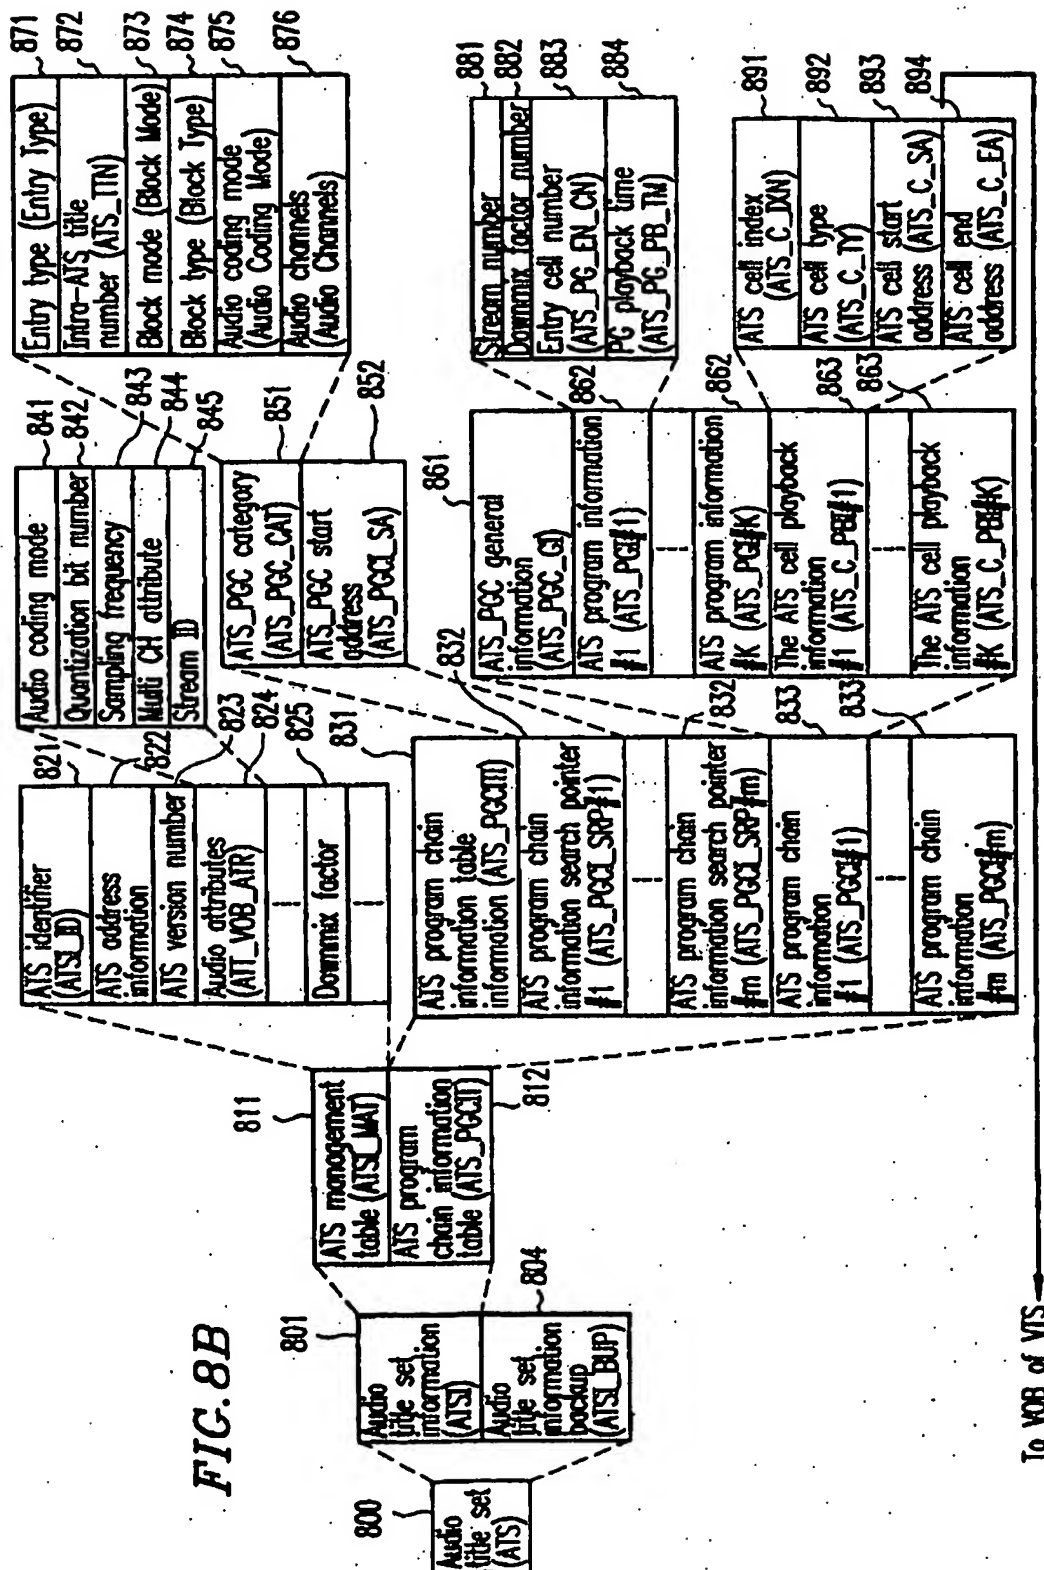 FIG.8B
800
Audio
title set
(ATS)
801
Audio
title set
information
(ATSI)
804
Audio
title set
information
backup
(ATSI_BUP)
811
ATS management
table (ATSI_MAT)
812
ATS program
chain information
table (ATS_PGCIT)
821
ATS identifier
(ATSI_ID)
822
ATS address
information
823
ATS version number
824
Audio attributes
(ATT_VOB_ATR)
825
Downmix factor
831
ATS program chain
information table
information (ATS_PGCITI)
832
ATS program chain
information search pointer
#1 (ATS_PGCI_SRP#1)
832
ATS program chain
information search pointer
#m (ATS_PGCI_SRP#m)
833
ATS program chain
information
#1 (ATS_PGCI#1)
833
ATS program chain
information
#m (ATS_PGCI#m)
841
Audio coding mode
842
Quantization bit number
843
Sampling frequency
844
Multi CH attribute
845
Stream ID
851
ATS_PGC category
(ATS_PGC_CAT)
852
ATS_PGC start
address
(ATS_PGCI_SA)
861
ATS_PGC general
information
(ATS_PGC_GI)
862
ATS program information
#1 (ATS_PGI#1)
862
ATS program information
#K (ATS_PGI#K)
863
The ATS cell playback
information
#1 (ATS_C_PBI#1)
863
The ATS cell playback
information
#K (ATS_C_PBI#K)
871
Entry type (Entry Type)
872
Intra-ATS title
number (ATS_TTN)
873
Block mode (Block Mode)
874
Block type (Block Type)
875
Audio coding mode
(Audio Coding Mode)
876
Audio channels
(Audio Channels)
881
Stream number
882
Downmix factor number
883
Entry cell number
(ATS_PG_EN_CN)
884
PG playback time
(ATS_PG_PB_TM)
891
ATS cell index
(ATS_C_IXN)
892
ATS cell type
(ATS_C_TY)
893
ATS cell start
address (ATS_C_SA)
894
ATS cell end
address (ATS_C_EA)
To VOB of VTS